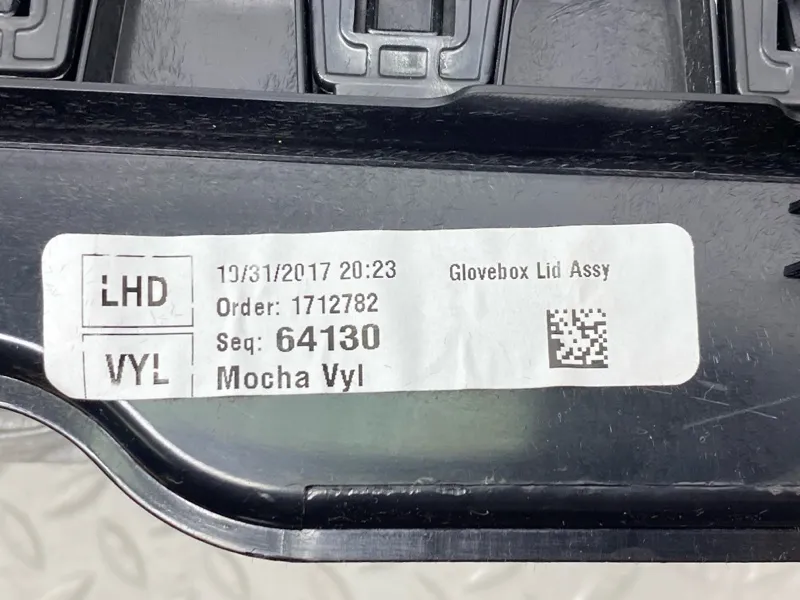 LHD
VYL
10/31/2017 20:23
Order: 1712782
Seq: 64130
Mocha Vyl
Glovebox Lid Assy